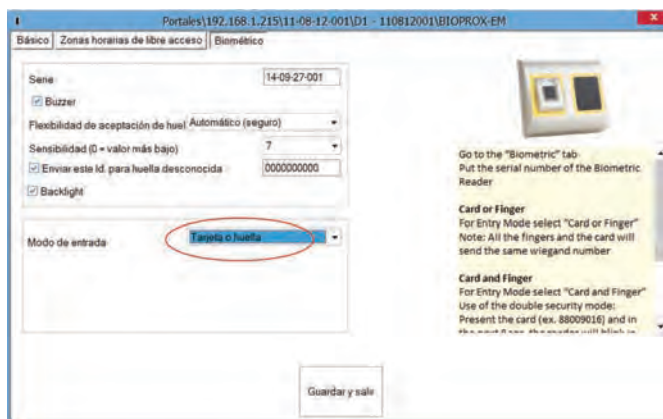 Portales\192.168.1.215\11-08-12-001\D1 - 110812001\BIOPROX-EM
Básico Zonas horarias de libre acceso Biométrico
Serie 14-09-27-001
Buzzer
Flexibilidad de aceptación de huel Automático (seguro)
Sensibilidad (0 = valor más bajo) 7
Enviar este Id. para huella desconocida 0000000000
Backlight
Modo de entrada Tarjeta o huella
Guardar y salir
Go to the "Biometric" tab
Put the serial number of the Biometric
Reader
Card or Finger
For Entry Mode select "Card or Finger"
Note: All the fingers and the card will
send the same wiegand number
Card and Finger
For Entry Mode select "Card and Finger"
Use of the double security mode:
Present the card (ex. 88009016) and in